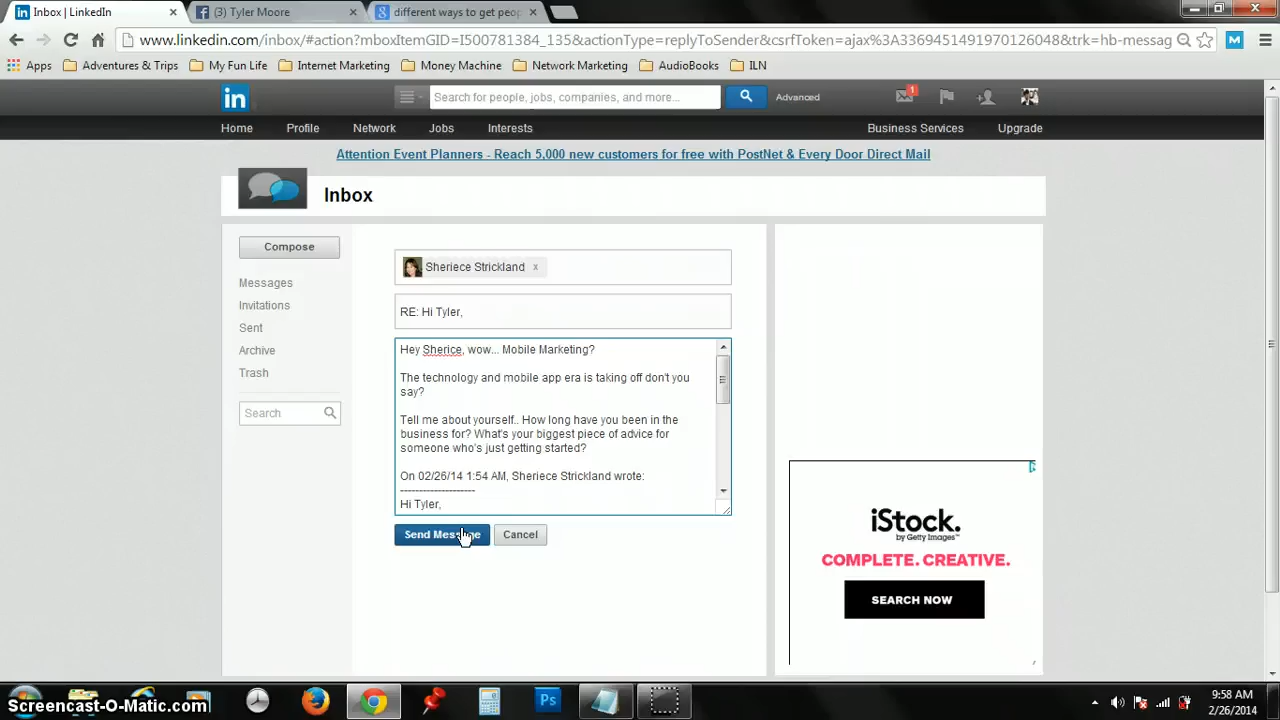 Inbox | LinkedIn
(3) Tyler Moore
different ways to get peop
www.linkedin.com/inbox/#action?mboxItemGID=I500781384_135&actionType=replyToSender&csrfToken=ajax%3A3369451491970126048&trk=hb-messag
Apps
Adventures & Trips
My Fun Life
Internet Marketing
Money Machine
Network Marketing
AudioBooks
ILN
in
Search for people, jobs, companies, and more...
Advanced
1
Home
Profile
Network
Jobs
Interests
Business Services
Upgrade
Attention Event Planners - Reach 5,000 new customers for free with PostNet & Every Door Direct Mail
Inbox
Compose
Messages
Invitations
Sent
Archive
Trash
Search
Sheriece Strickland x
RE: Hi Tyler,
Hey Sherice, wow... Mobile Marketing?
The technology and mobile app era is taking off don't you
say?
Tell me about yourself.. How long have you been in the
business for? What's your biggest piece of advice for
someone who's just getting started?
On 02/26/14 1:54 AM, Sheriece Strickland wrote:
--------------------
Hi Tyler,
Send Message
Cancel
iStock.
by Getty Images™
COMPLETE. CREATIVE.
SEARCH NOW
Ps
Screencast-O-Matic.com
9:58 AM
2/26/2014